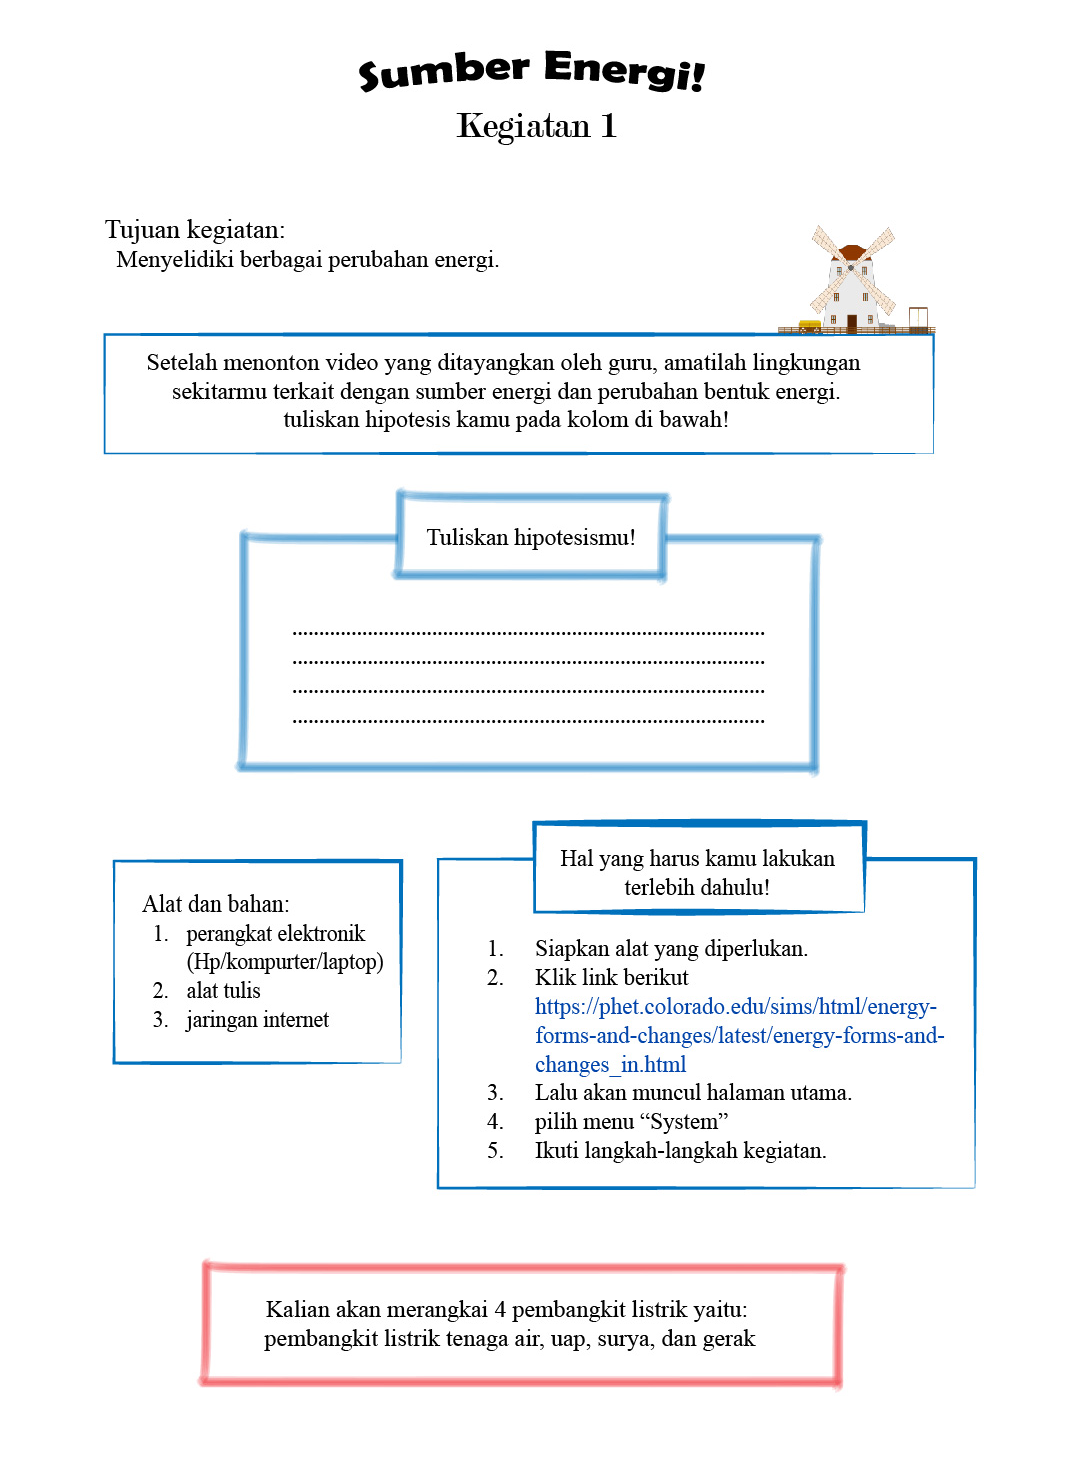 Sumber Energi!
Kegiatan 1
Tujuan kegiatan:
Menyelidiki berbagai perubahan energi.
Setelah menonton video yang ditayangkan oleh guru, amatilah lingkungan
sekitarmu terkait dengan sumber energi dan perubahan bentuk energi.
tuliskan hipotesis kamu pada kolom di bawah!
Tuliskan hipotesismu!
................................................................................
................................................................................
................................................................................
................................................................................
Alat dan bahan:
1. perangkat elektronik
(Hp/kompurter/laptop)
2. alat tulis
3. jaringan internet
Hal yang harus kamu lakukan
terlebih dahulu!
1. Siapkan alat yang diperlukan.
2. Klik link berikut
https://phet.colorado.edu/sims/html/energy-
forms-and-changes/latest/energy-forms-and-
changes_in.html
3. Lalu akan muncul halaman utama.
4. pilih menu “System”
5. Ikuti langkah-langkah kegiatan.
Kalian akan merangkai 4 pembangkit listrik yaitu:
pembangkit listrik tenaga air, uap, surya, dan gerak